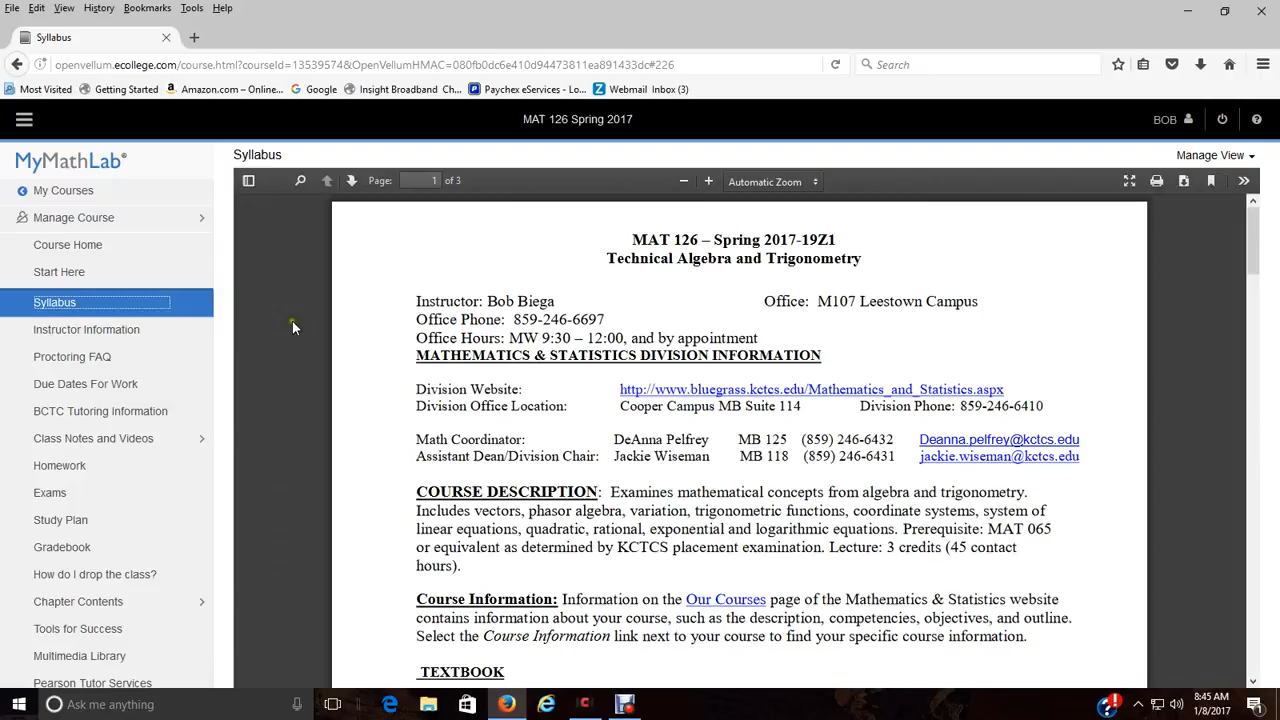 File Edit View History Bookmarks Tools Help
Syllabus
openvellum.ecollege.com/course.html?courseId=13539574&OpenVellumHMAC=080fb0dc6e410d94473811ea891433dc#226
Search
Most Visited Getting Started Amazon.com – Online... Google Insight Broadband Ch... Paychex eServices - Lo... Webmail Inbox (3)
MAT 126 Spring 2017
BOB
MyMathLab®
Syllabus
Manage View
My Courses
Page: 1 of 3
Automatic Zoom
Manage Course
Course Home
Start Here
Syllabus
Instructor Information
Proctoring FAQ
Due Dates For Work
BCTC Tutoring Information
Class Notes and Videos
Homework
Exams
Study Plan
Gradebook
How do I drop the class?
Chapter Contents
Tools for Success
Multimedia Library
Pearson Tutor Services
MAT 126 – Spring 2017-19Z1
Technical Algebra and Trigonometry
Instructor: Bob Biega Office: M107 Leestown Campus
Office Phone: 859-246-6697
Office Hours: MW 9:30 – 12:00, and by appointment
MATHEMATICS & STATISTICS DIVISION INFORMATION
Division Website: http://www.bluegrass.kctcs.edu/Mathematics_and_Statistics.aspx
Division Office Location: Cooper Campus MB Suite 114 Division Phone: 859-246-6410
Math Coordinator: DeAnna Pelfrey MB 125 (859) 246-6432 Deanna.pelfrey@kctcs.edu
Assistant Dean/Division Chair: Jackie Wiseman MB 118 (859) 246-6431 jackie.wiseman@kctcs.edu
COURSE DESCRIPTION: Examines mathematical concepts from algebra and trigonometry.
Includes vectors, phasor algebra, variation, trigonometric functions, coordinate systems, system of
linear equations, quadratic, rational, exponential and logarithmic equations. Prerequisite: MAT 065
or equivalent as determined by KCTCS placement examination. Lecture: 3 credits (45 contact
hours).
Course Information: Information on the Our Courses page of the Mathematics & Statistics website
contains information about your course, such as the description, competencies, objectives, and outline.
Select the Course Information link next to your course to find your specific course information.
TEXTBOOK
Ask me anything
8:45 AM
1/8/2017